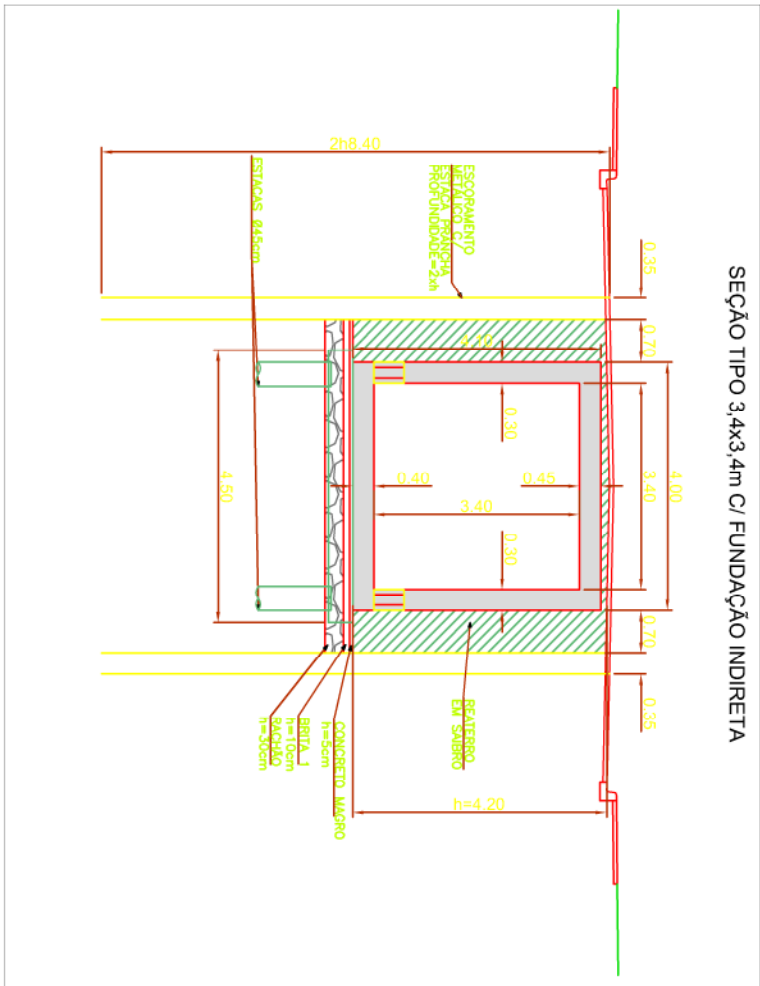 SEÇÃO TIPO 3,4x3,4m C/ FUNDAÇÃO INDIRETA
0.35
0.70
4.00
3.40
0.70
0.35
2h8.40
ESCORAMENTO
METÁLICO C/
ESTACA PRANCHA
PROFUNDIDADE=2xh
ESTACAS Ø45cm
4.10
0.30
0.40
0.45
3.40
0.30
4.50
REATERRO
EM SAIBRO
h=4.20
CONCRETO MAGRO
h=5cm
BRITA 1
h=10cm
RACHÃO
h=30cm